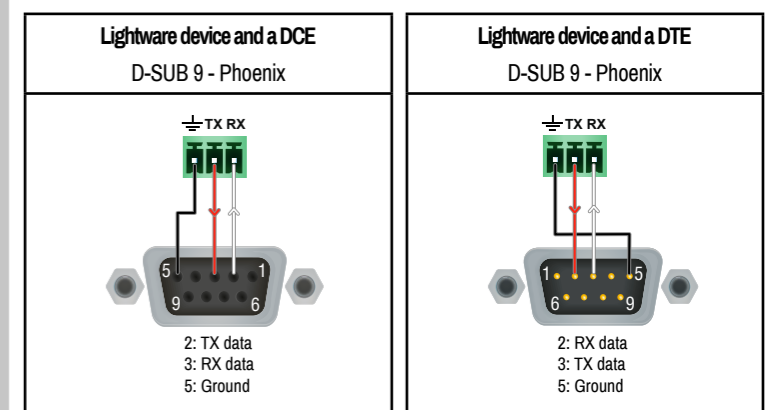 Lightware device and a DCE
D-SUB 9 - Phoenix
TX RX
5 1
9 6
2: TX data
3: RX data
5: Ground
Lightware device and a DTE
D-SUB 9 - Phoenix
TX RX
1 5
6 9
2: RX data
3: TX data
5: Ground